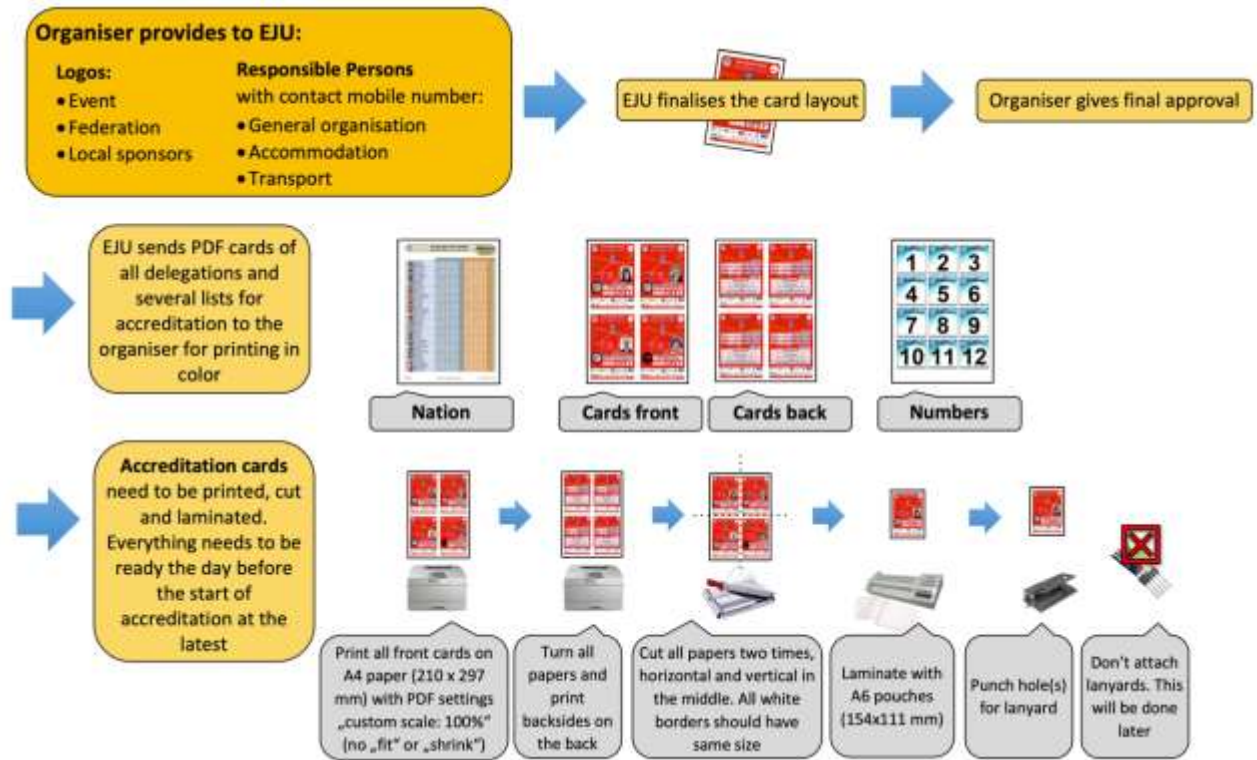 Organiser provides to EJU:
Logos:
• Event
• Federation
• Local sponsors
Responsible Persons
with contact mobile number:
• General organisation
• Accommodation
• Transport
EJU finalises the card layout
Organiser gives final approval
EJU sends PDF cards of
all delegations and
several lists for
accreditation to the
organiser for printing in
color
1 2 3
4 5 6
7 8 9
10 11 12
Nation
Cards front
Cards back
Numbers
Accreditation cards
need to be printed, cut
and laminated.
Everything needs to be
ready the day before
the start of
accreditation at the
latest
Print all front cards on
A4 paper (210 x 297
mm) with PDF settings
„custom scale: 100%“
(no „fit“ or „shrink“)
Turn all
papers and
print
backsides on
the back
Cut all papers two times,
horizontal and vertical in
the middle. All white
borders should have
same size
Laminate with
A6 pouches
(154x111 mm)
Punch hole(s)
for lanyard
Don't attach
lanyards. This
will be done
later